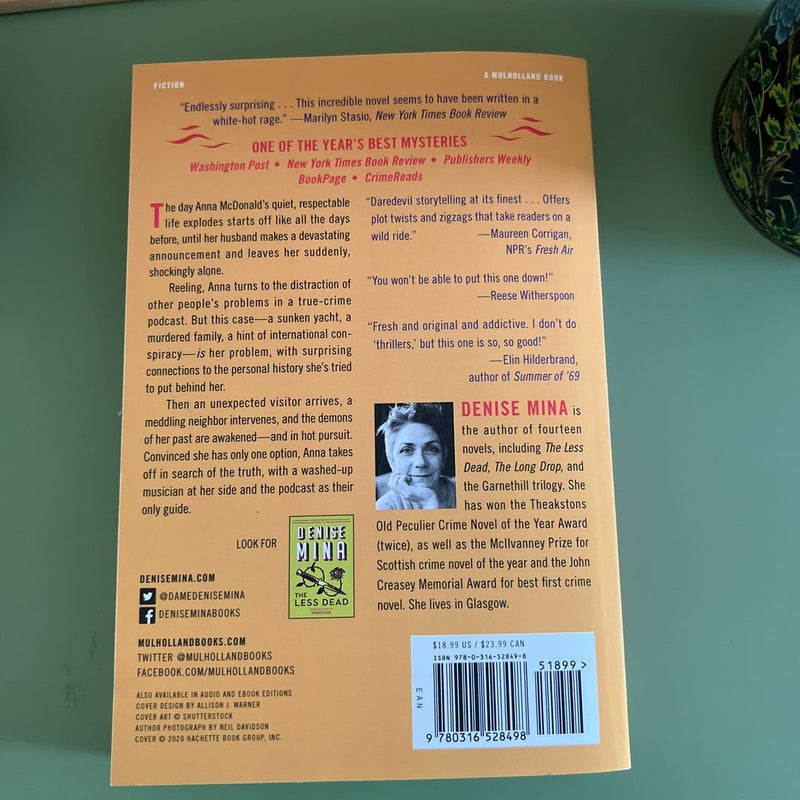 FICTION
A MULHOLLAND BOOK
“Endlessly surprising . . . This incredible novel seems to have been written in a
white-hot rage.” —Marilyn Stasio, New York Times Book Review
ONE OF THE YEAR’S BEST MYSTERIES
Washington Post • New York Times Book Review • Publishers Weekly
BookPage • CrimeReads
The day Anna McDonald’s quiet, respectable
life explodes starts off like all the days
before, until her husband makes a devastating
announcement and leaves her suddenly,
shockingly alone.
Reeling, Anna turns to the distraction of
other people’s problems in a true-crime
podcast. But this case—a sunken yacht, a
murdered family, a hint of international con-
spiracy—is her problem, with surprising
connections to the personal history she’s tried
to put behind her.
Then an unexpected visitor arrives, a
meddling neighbor intervenes, and the demons
of her past are awakened—and in hot pursuit.
Convinced she has only one option, Anna takes
off in search of the truth, with a washed-up
musician at her side and the podcast as their
only guide.
“Daredevil storytelling at its finest . . . Offers
plot twists and zigzags that take readers on a
wild ride.” —Maureen Corrigan,
NPR’s Fresh Air
“You won’t be able to put this one down!”
—Reese Witherspoon
“Fresh and original and addictive. I don’t do
‘thrillers,’ but this one is so, so good!”
—Elin Hilderbrand,
author of Summer of ’69
DENISE MINA is
the author of fourteen
novels, including The Less
Dead, The Long Drop, and
the Garnethill trilogy. She
has won the Theakstons
Old Peculier Crime Novel of the Year Award
(twice), as well as the McIlvanney Prize for
Scottish crime novel of the year and the John
Creasey Memorial Award for best first crime
novel. She lives in Glasgow.
LOOK FOR
DENISE
MINA
THE
LESS DEAD
DENISEMINA.COM
@DAMEDENISEMINA
DENISEMINABOOKS
MULHOLLANDBOOKS.COM
TWITTER @MULHOLLANDBOOKS
FACEBOOK.COM/MULHOLLANDBOOKS
ALSO AVAILABLE IN AUDIO AND EBOOK EDITIONS
COVER DESIGN BY ALLISON J. WARNER
COVER ART © SHUTTERSTOCK
AUTHOR PHOTOGRAPH BY NEIL DAVIDSON
COVER © 2020 HACHETTE BOOK GROUP, INC.
$18.99 US / $23.99 CAN
ISBN 978-0-316-52849-8
51899 >
EAN
9 780316 528498